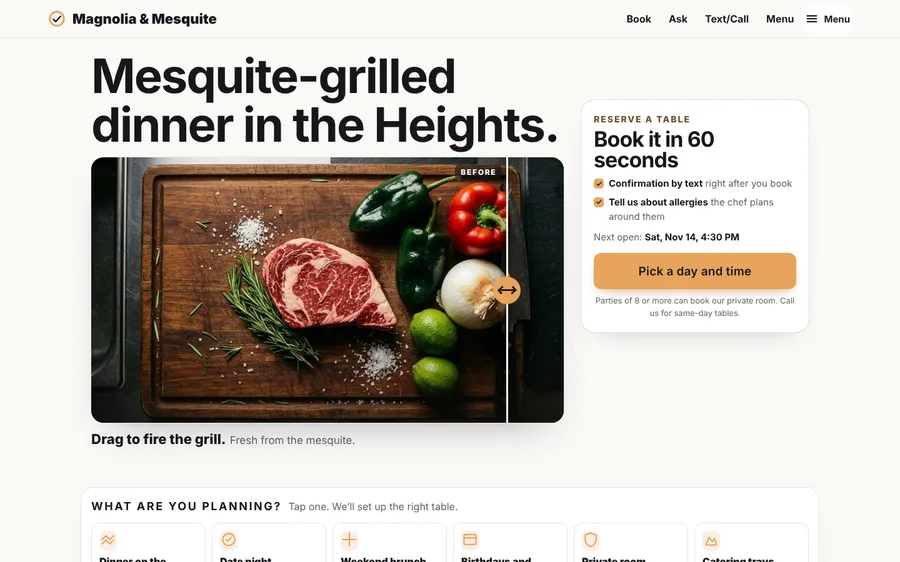 Magnolia & Mesquite
Book Ask Text/Call Menu Menu
Mesquite-grilled
dinner in the Heights.
BEFORE
Drag to fire the grill. Fresh from the mesquite.
RESERVE A TABLE
Book it in 60
seconds
Confirmation by text right after you book
Tell us about allergies the chef plans
around them
Next open: Sat, Nov 14, 4:30 PM
Pick a day and time
Parties of 8 or more can book our private room. Call
us for same-day tables.
WHAT ARE YOU PLANNING? Tap one. We'll set up the right table.
Dinner on the
Date night
Weekend brunch
Birthdays and
Private room
Catering trays